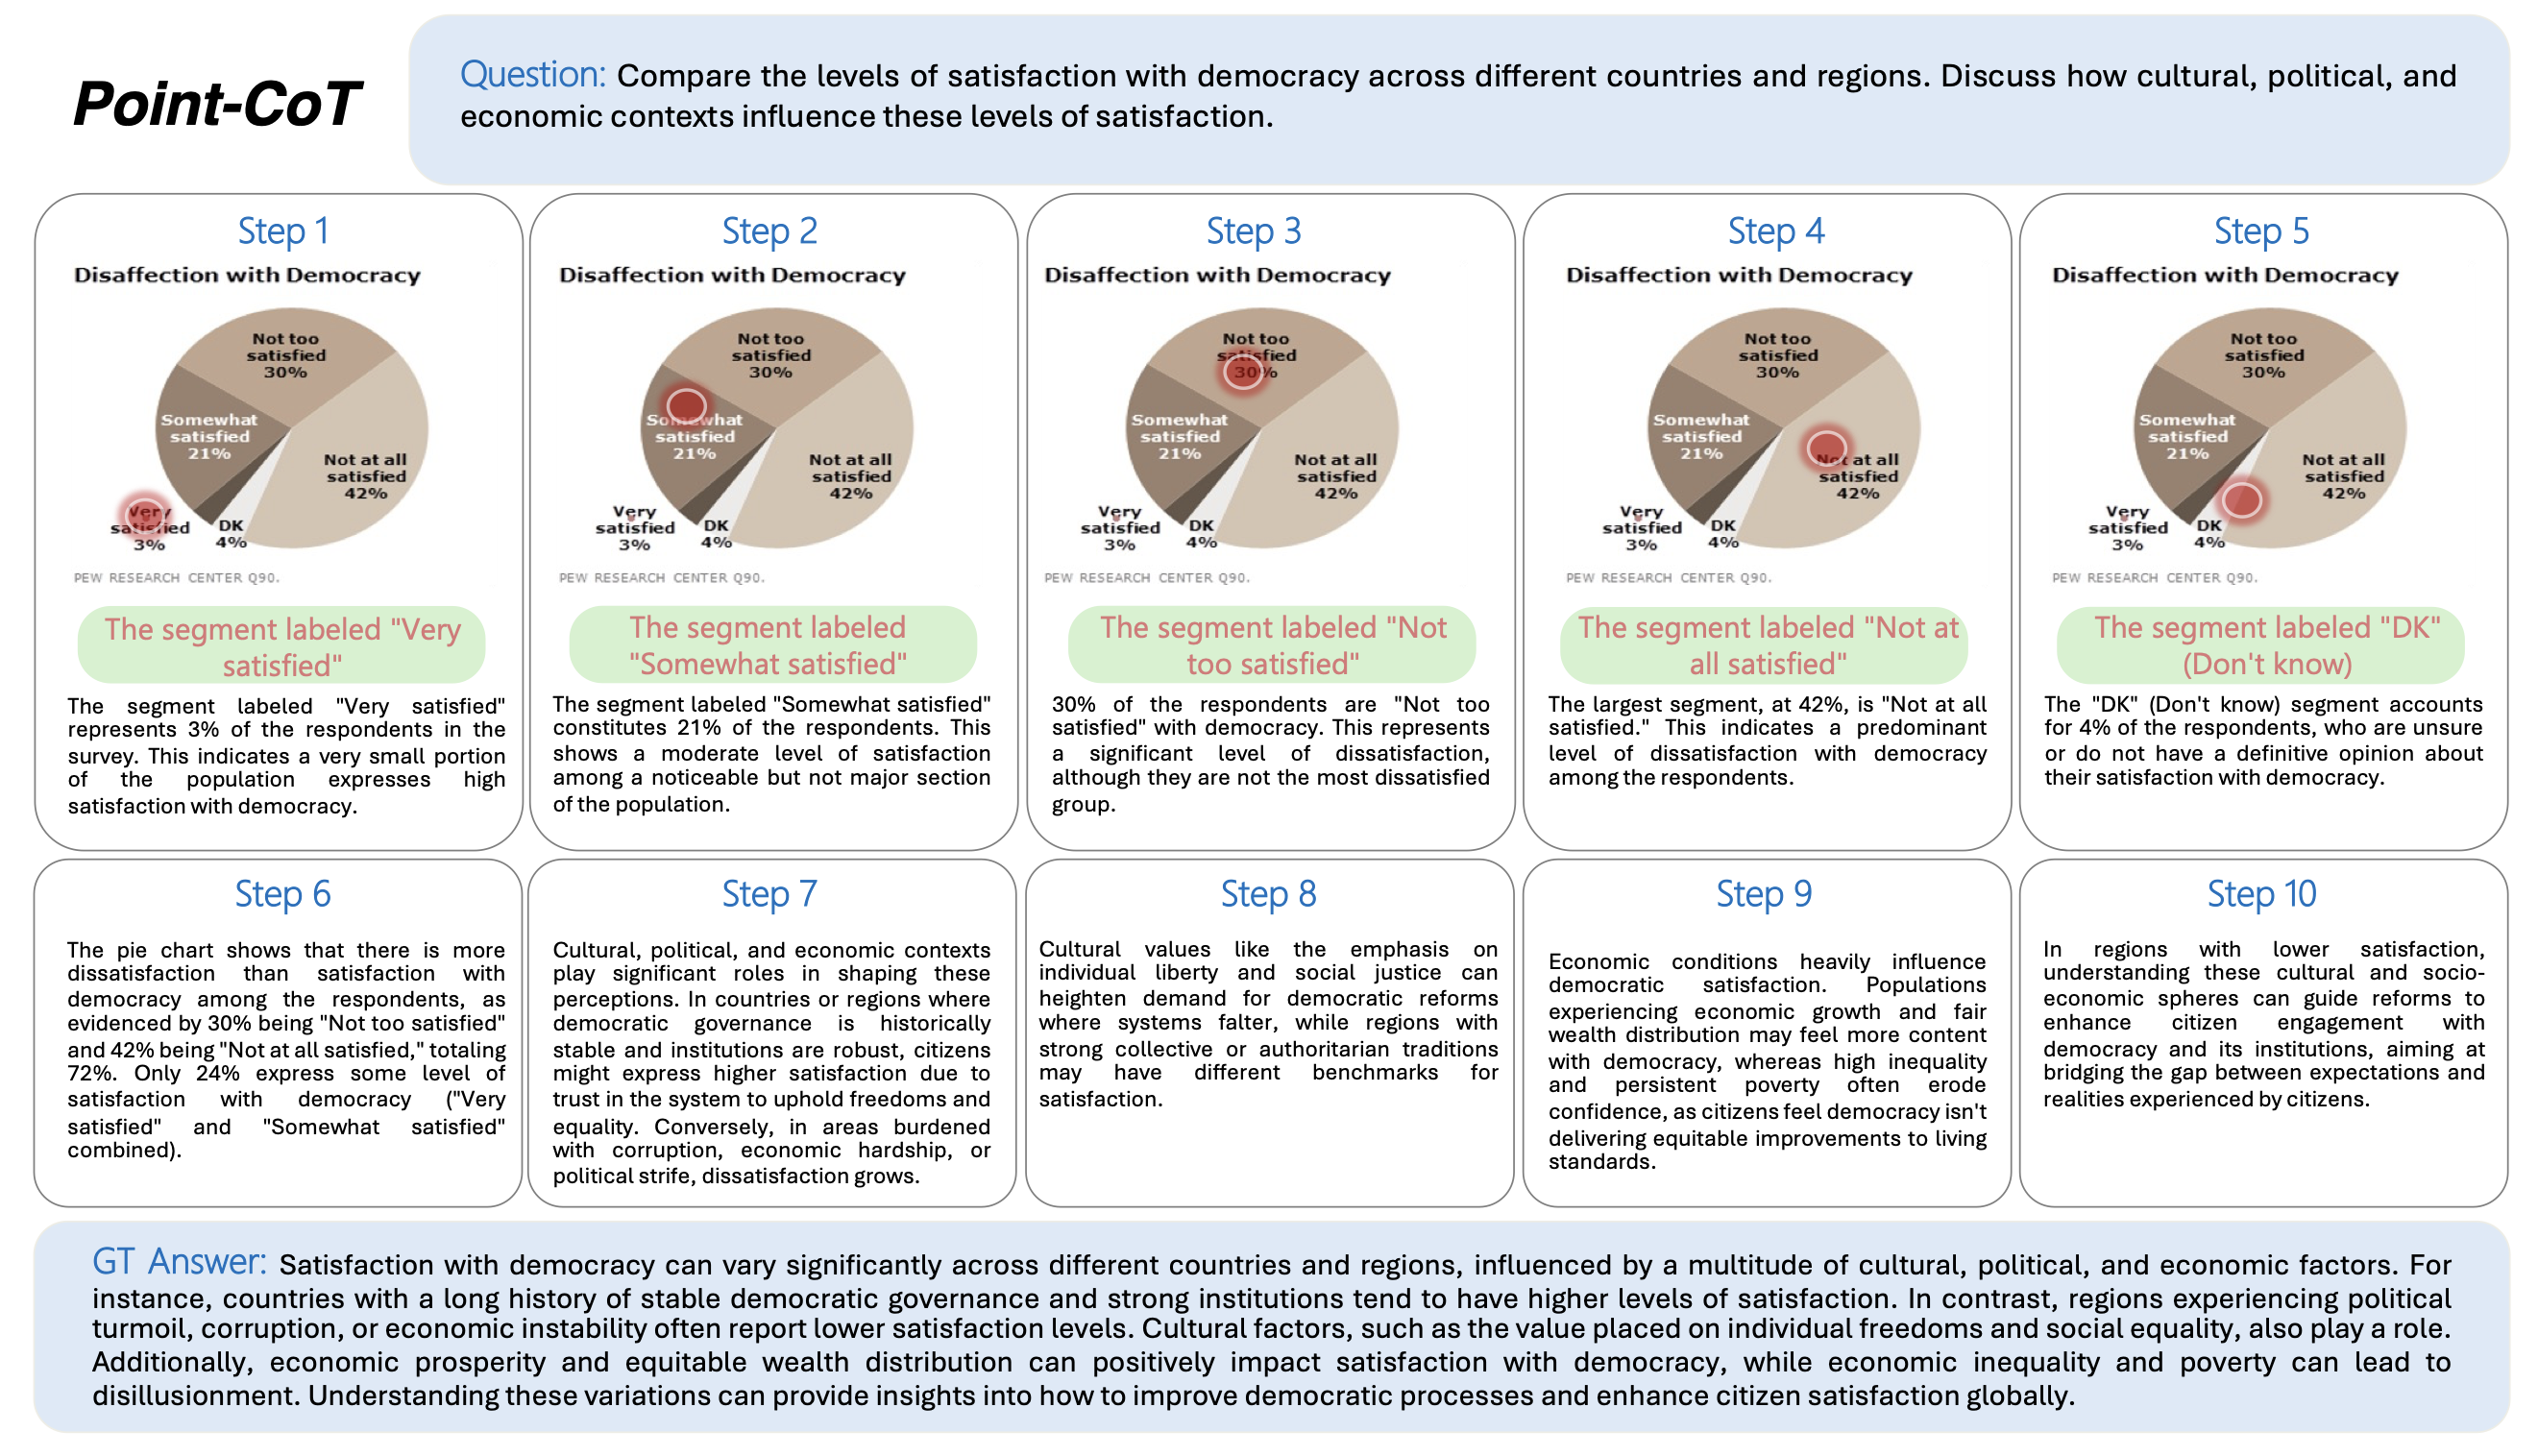 Point-CoT
Question: Compare the levels of satisfaction with democracy across different countries and regions. Discuss how cultural, political, and
economic contexts influence these levels of satisfaction.
Step 1
Disaffection with Democracy
Not too
satisfied
30%
Somewhat
satisfied
21%
Not at all
satisfied
42%
Very
satisfied
3%
DK
4%
PEW RESEARCH CENTER Q90.
The segment labeled "Very
satisfied"
The segment labeled "Very satisfied"
represents 3% of the respondents in the
survey. This indicates a very small portion
of the population expresses high
satisfaction with democracy.
Step 2
Disaffection with Democracy
Not too
satisfied
30%
Somewhat
satisfied
21%
Not at all
satisfied
42%
Very
satisfied
3%
DK
4%
PEW RESEARCH CENTER Q90.
The segment labeled
"Somewhat satisfied"
The segment labeled "Somewhat satisfied"
constitutes 21% of the respondents. This
shows a moderate level of satisfaction
among a noticeable but not major section
of the population.
Step 3
Disaffection with Democracy
Not too
satisfied
30%
Somewhat
satisfied
21%
Not at all
satisfied
42%
Very
satisfied
3%
DK
4%
PEW RESEARCH CENTER Q90.
The segment labeled "Not
too satisfied"
30% of the respondents are "Not too
satisfied" with democracy. This represents
a significant level of dissatisfaction,
although they are not the most dissatisfied
group.
Step 4
Disaffection with Democracy
Not too
satisfied
30%
Somewhat
satisfied
21%
Not at all
satisfied
42%
Very
satisfied
3%
DK
4%
PEW RESEARCH CENTER Q90.
The segment labeled "Not at
all satisfied"
The largest segment, at 42%, is "Not at all
satisfied." This indicates a predominant
level of dissatisfaction with democracy
among the respondents.
Step 5
Disaffection with Democracy
Not too
satisfied
30%
Somewhat
satisfied
21%
Not at all
satisfied
42%
Very
satisfied
3%
DK
4%
PEW RESEARCH CENTER Q90.
The segment labeled "DK"
(Don't know)
The "DK" (Don't know) segment accounts
for 4% of the respondents, who are unsure
or do not have a definitive opinion about
their satisfaction with democracy.
Step 6
The pie chart shows that there is more
dissatisfaction than satisfaction with
democracy among the respondents, as
evidenced by 30% being "Not too satisfied"
and 42% being "Not at all satisfied," totaling
72%. Only 24% express some level of
satisfaction with democracy ("Very
satisfied" and "Somewhat satisfied"
combined).
Step 7
Cultural, political, and economic contexts
play significant roles in shaping these
perceptions. In countries or regions where
democratic governance is historically
stable and institutions are robust, citizens
might express higher satisfaction due to
trust in the system to uphold freedoms and
equality. Conversely, in areas burdened
with corruption, economic hardship, or
political strife, dissatisfaction grows.
Step 8
Cultural values like the emphasis on
individual liberty and social justice can
heighten demand for democratic reforms
where systems falter, while regions with
strong collective or authoritarian traditions
may have different benchmarks for
satisfaction.
Step 9
Economic conditions heavily influence
democratic satisfaction. Populations
experiencing economic growth and fair
wealth distribution may feel more content
with democracy, whereas high inequality
and persistent poverty often erode
confidence, as citizens feel democracy isn't
delivering equitable improvements to living
standards.
Step 10
In regions with lower satisfaction,
understanding these cultural and socio-
economic spheres can guide reforms to
enhance citizen engagement with
democracy and its institutions, aiming at
bridging the gap between expectations and
realities experienced by citizens.
GT Answer: Satisfaction with democracy can vary significantly across different countries and regions, influenced by a multitude of cultural, political, and economic factors. For
instance, countries with a long history of stable democratic governance and strong institutions tend to have higher levels of satisfaction. In contrast, regions experiencing political
turmoil, corruption, or economic instability often report lower satisfaction levels. Cultural factors, such as the value placed on individual freedoms and social equality, also play a role.
Additionally, economic prosperity and equitable wealth distribution can positively impact satisfaction with democracy, while economic inequality and poverty can lead to
disillusionment. Understanding these variations can provide insights into how to improve democratic processes and enhance citizen satisfaction globally.